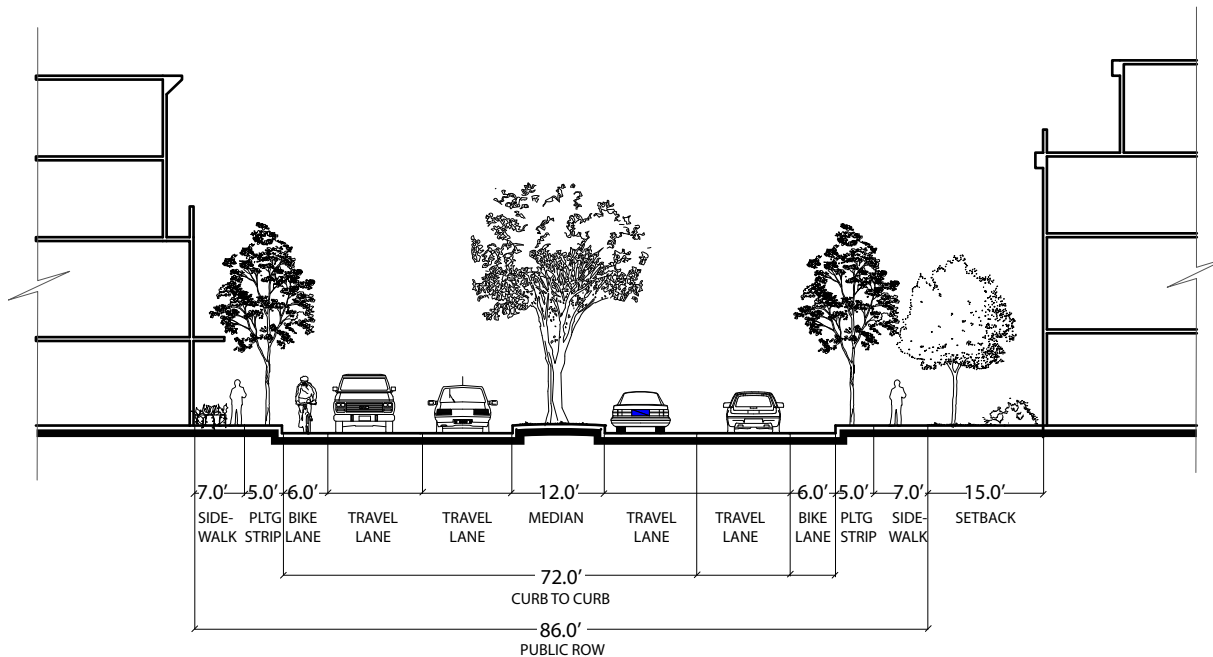 7.0’ 5.0’ 6.0’ 12.0’ 6.0’ 5.0’ 7.0’ 15.0’
SIDE- PLTG BIKE TRAVEL TRAVEL MEDIAN TRAVEL TRAVEL BIKE PLTG SIDE- SETBACK
WALK STRIP LANE LANE LANE LANE LANE LANE STRIP WALK
72.0’
CURB TO CURB
86.0’
PUBLIC ROW